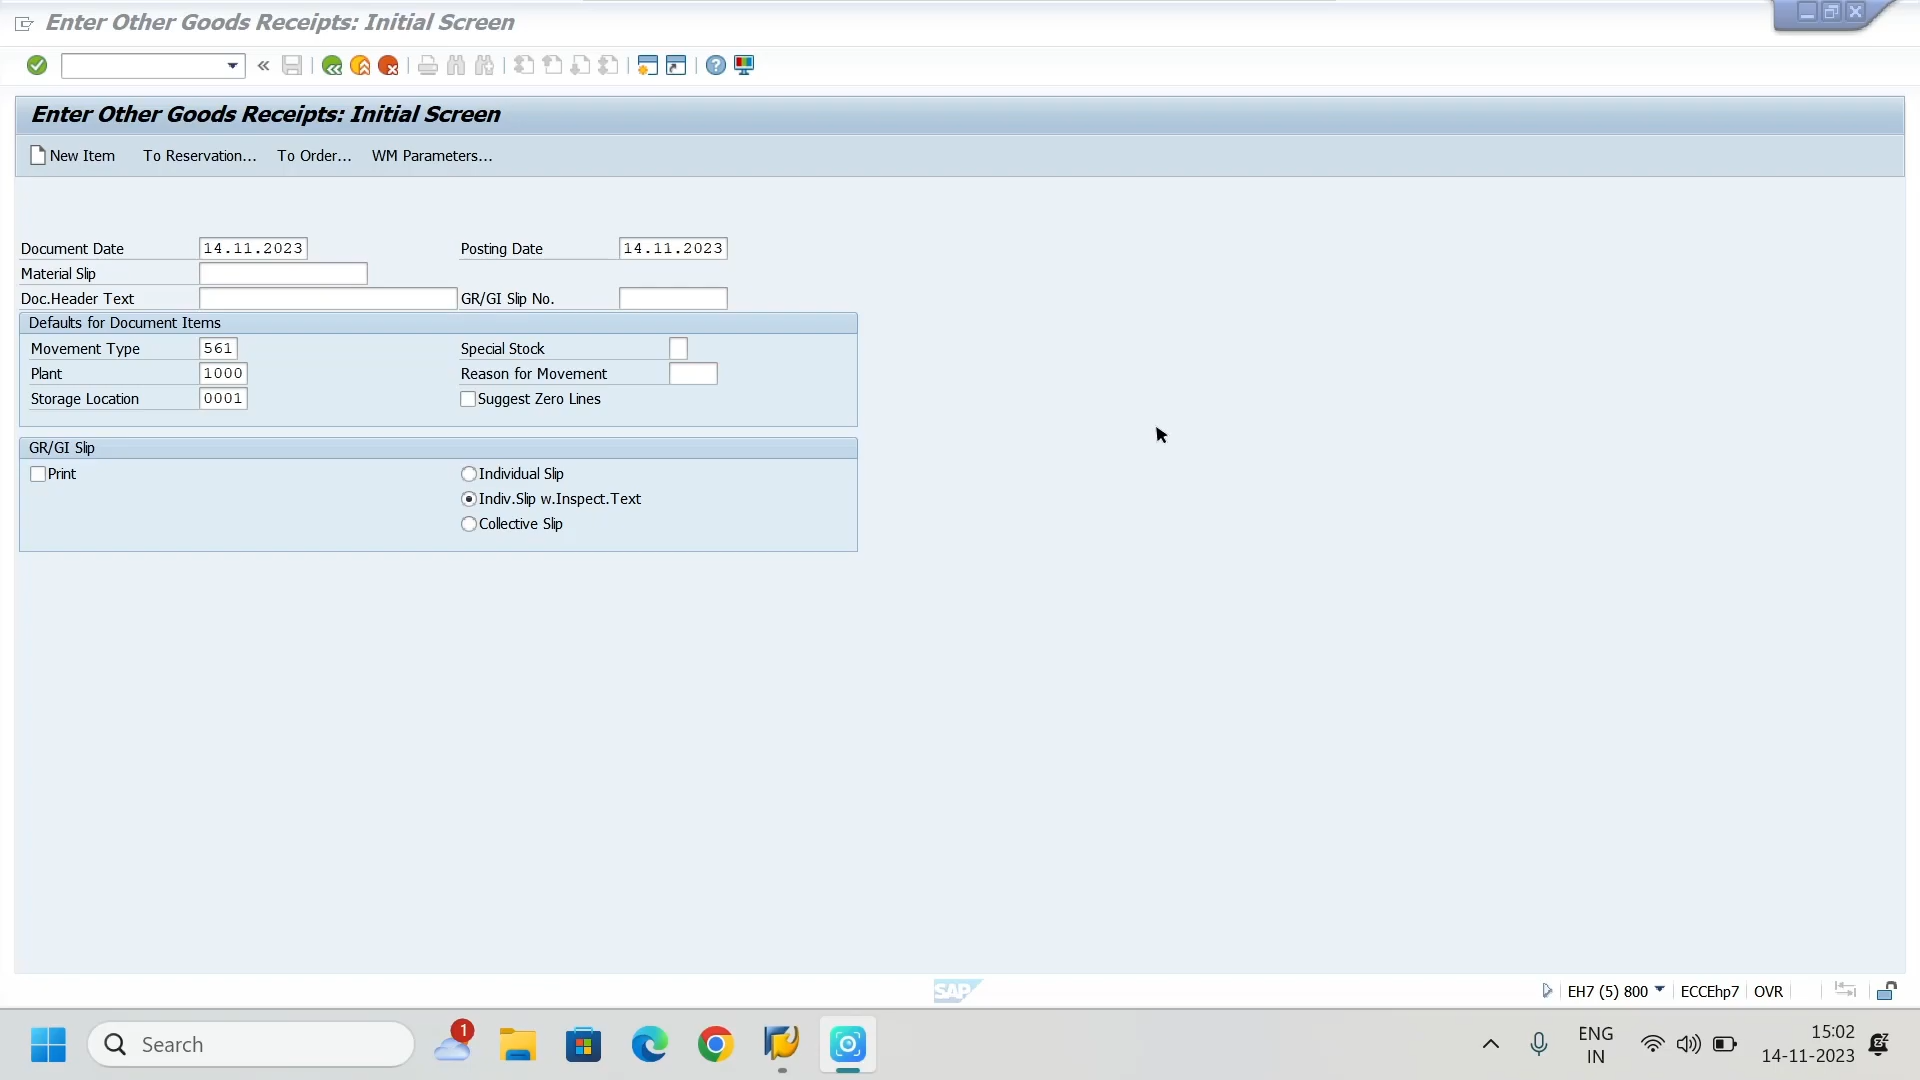 Enter Other Goods Receipts: Initial Screen
Enter Other Goods Receipts: Initial Screen
New Item To Reservation... To Order... WM Parameters...
Document Date 14.11.2023 Posting Date 14.11.2023
Material Slip
Doc.Header Text GR/GI Slip No.
Defaults for Document Items
Movement Type 561 Special Stock
Plant 1000 Reason for Movement
Storage Location 0001 Suggest Zero Lines
GR/GI Slip
Print Individual Slip
Indiv.Slip w.Inspect.Text
Collective Slip
SAP EH7 (5) 800 ECCEhp7 OVR
Search 1 ENG 15:02
IN 14-11-2023